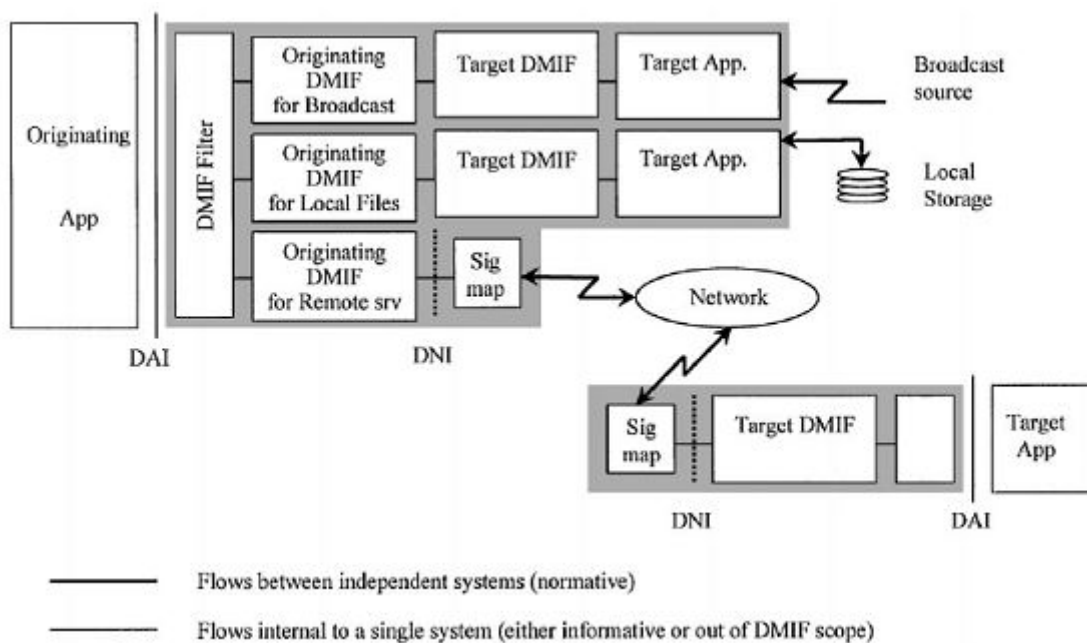 Originating
App
DMIF Filter
Originating
DMIF
for Broadcast
Target DMIF
Target App.
Broadcast
source
Originating
DMIF
for Local Files
Target DMIF
Target App.
Local
Storage
Originating
DMIF
for Remote srv
Sig
map
Network
DAI
DNI
Sig
map
Target DMIF
Target
App
DNI
DAI
Flows between independent systems (normative)
Flows internal to a single system (either informative or out of DMIF scope)